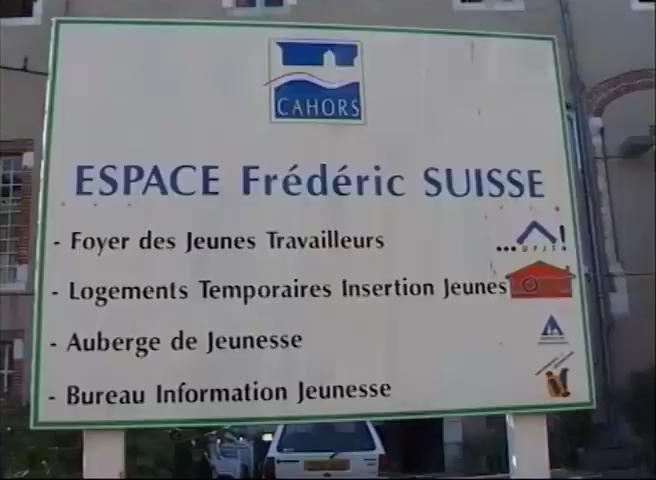 CAHORS
ESPACE Frédéric SUISSE
- Foyer des Jeunes Travailleurs
- Logements Temporaires Insertion Jeunes
- Auberge de Jeunesse
- Bureau Information Jeunesse